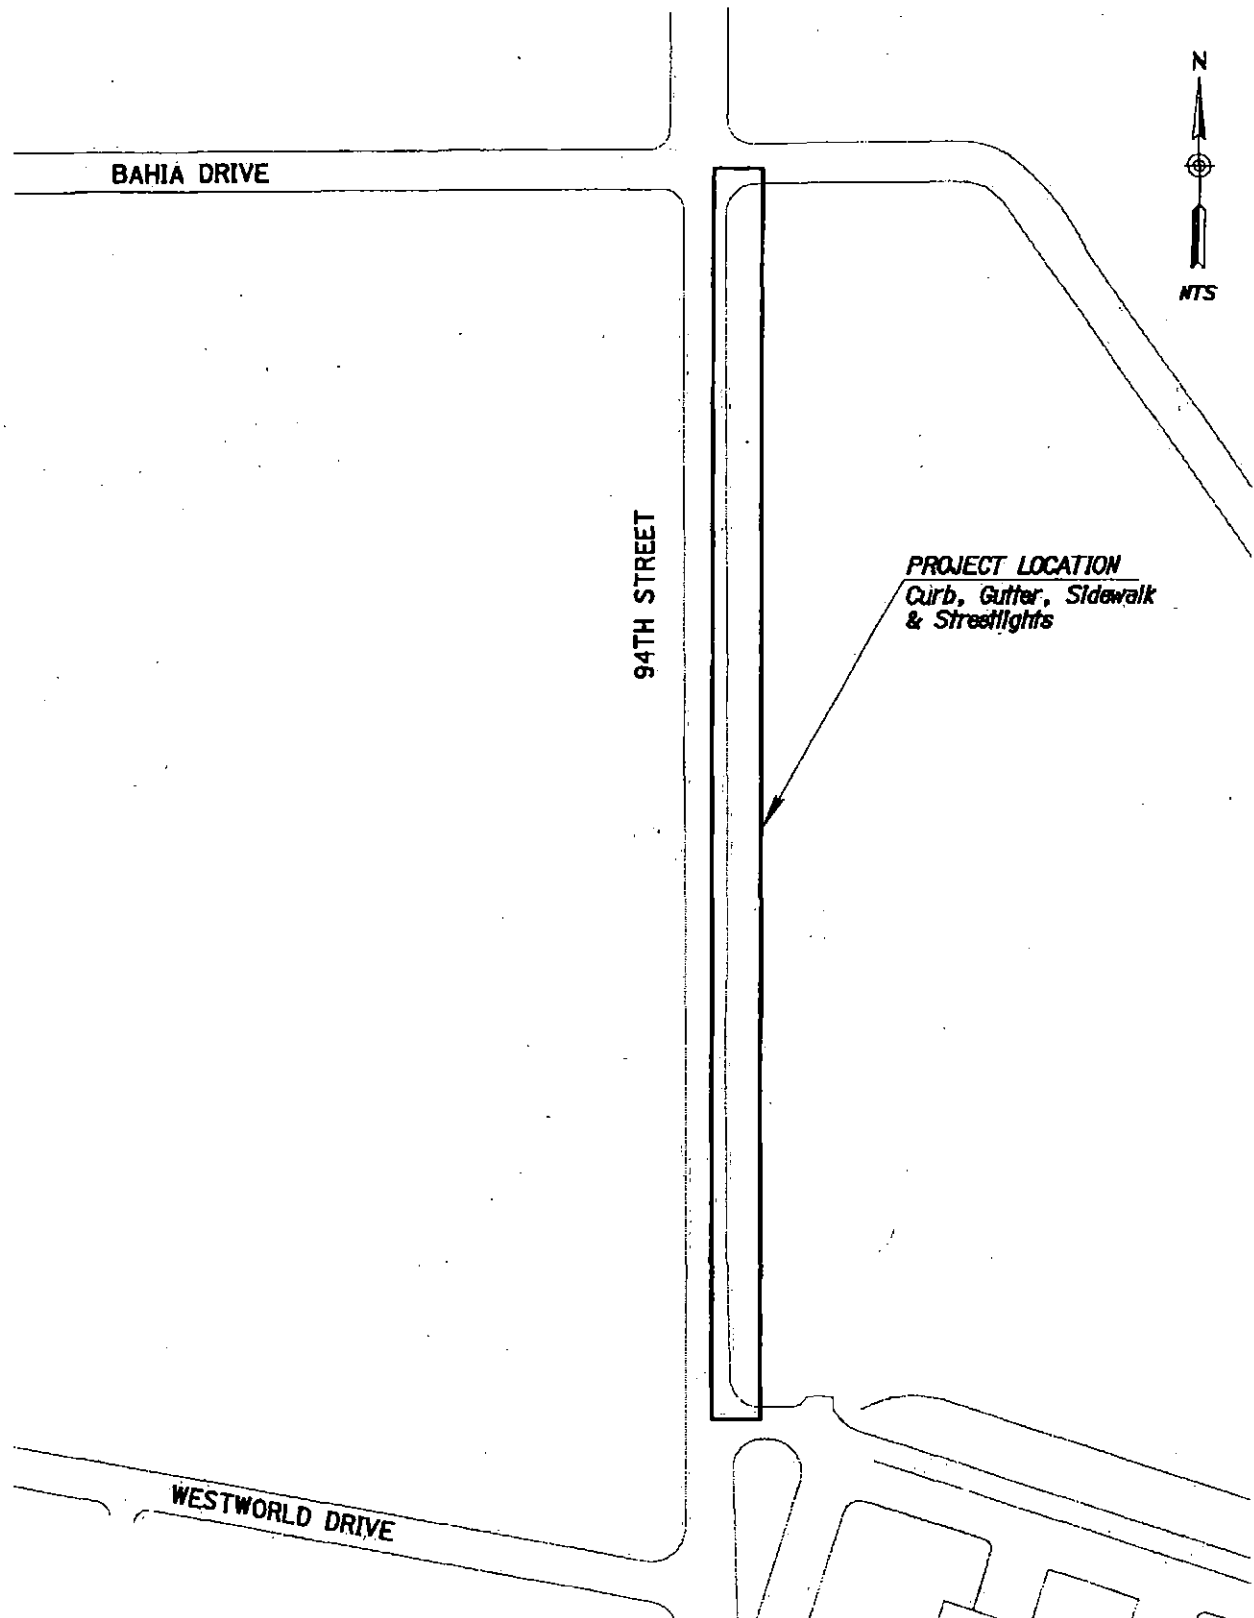 N
BAHIA DRIVE
NTS
94TH STREET
PROJECT LOCATION
Curb, Gutter, Sidewalk
& Streetlights
WESTWORLD DRIVE